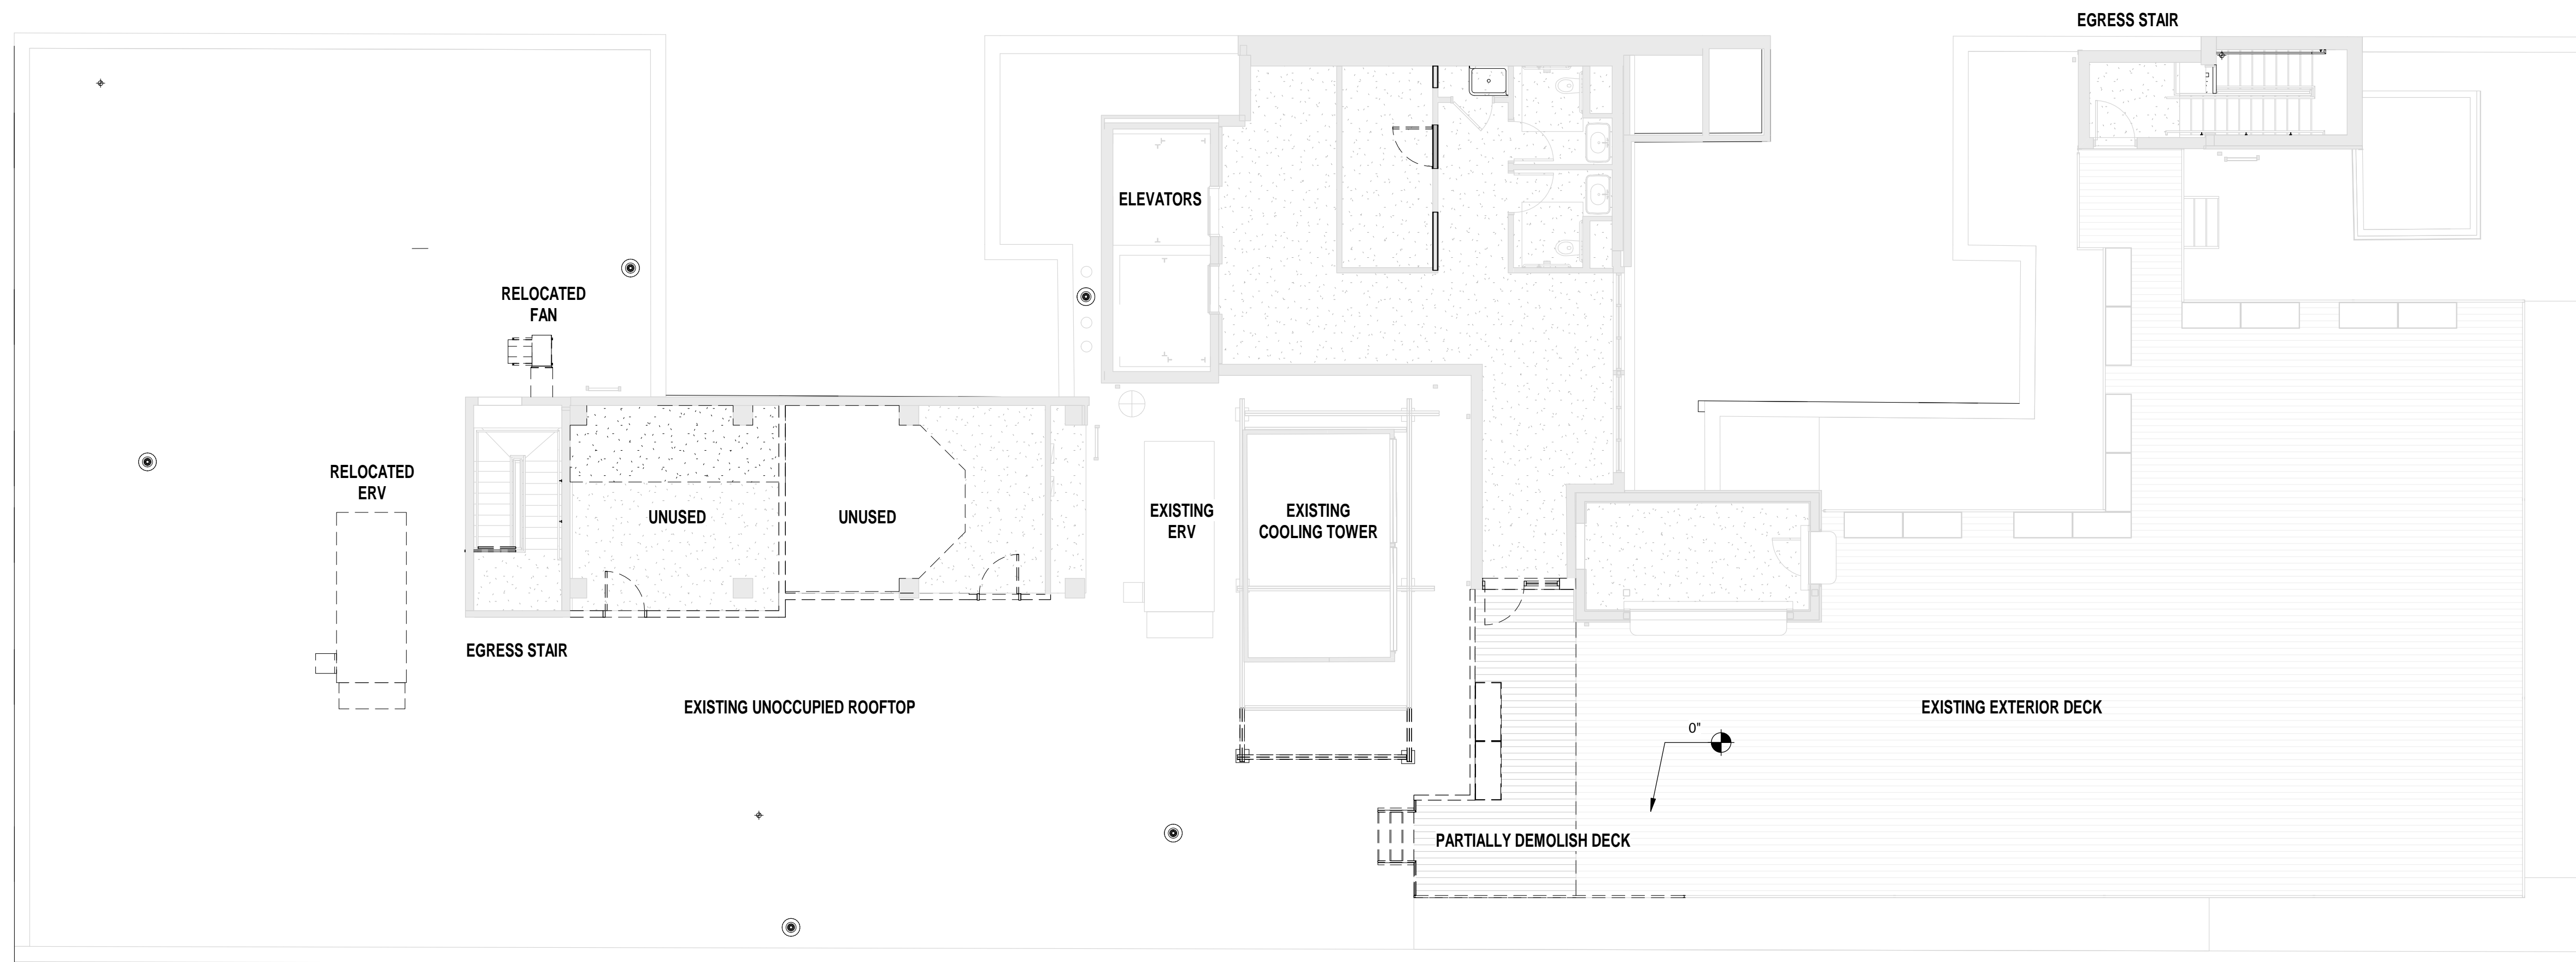 EGRESS STAIR
ELEVATORS
RELOCATED
FAN
RELOCATED
ERV
UNUSED
UNUSED
EXISTING
ERV
EXISTING
COOLING TOWER
EGRESS STAIR
EXISTING UNOCCUPIED ROOFTOP
EXISTING EXTERIOR DECK
0"
PARTIALLY DEMOLISH DECK